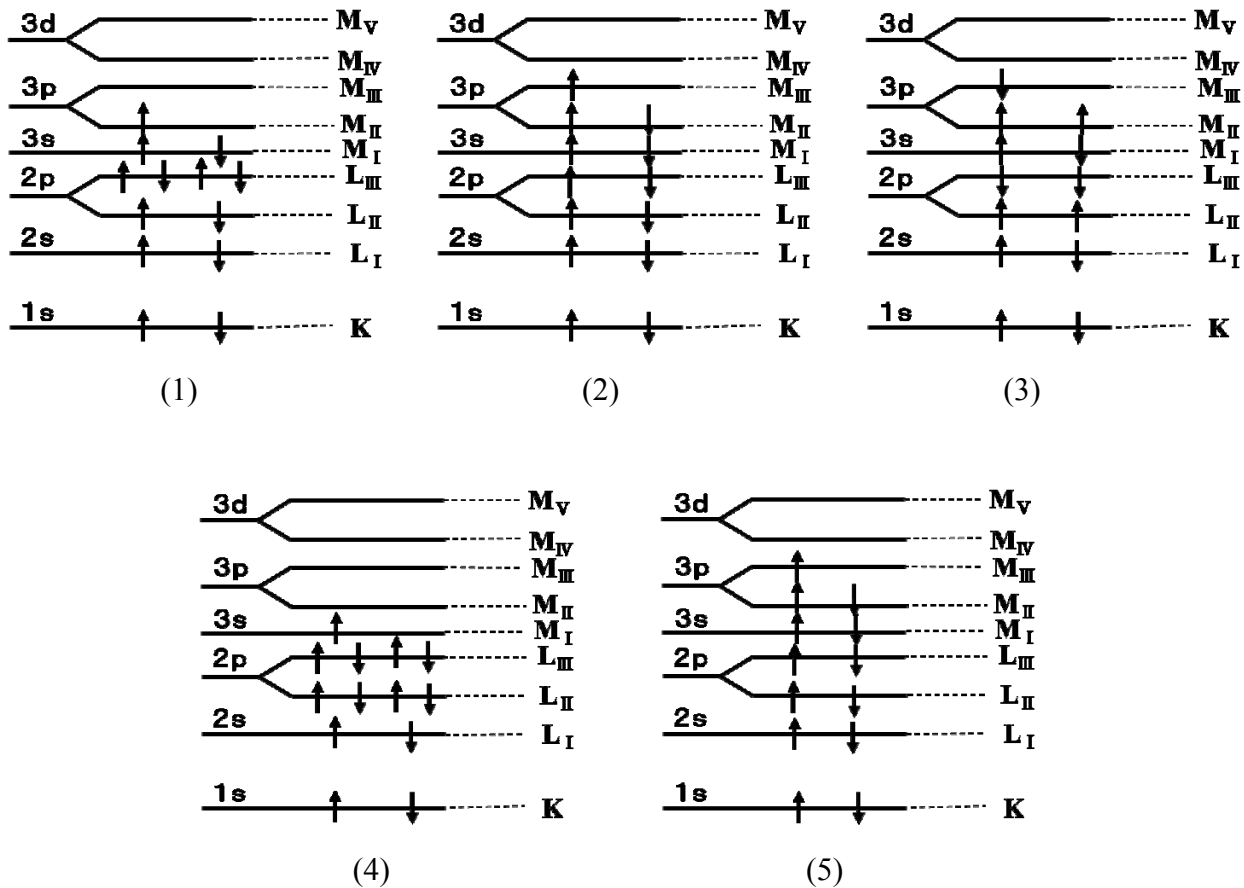 3d M_V
M_IV
3p M_III
M_II
3s M_I
2p L_III
L_II
2s L_I
1s K
(1)
3d M_V
M_IV
3p M_III
M_II
3s M_I
2p L_III
L_II
2s L_I
1s K
(2)
3d M_V
M_IV
3p M_III
M_II
3s M_I
2p L_III
L_II
2s L_I
1s K
(3)
3d M_V
M_IV
3p M_III
M_II
3s M_I
2p L_III
L_II
2s L_I
1s K
(4)
3d M_V
M_IV
3p M_III
M_II
3s M_I
2p L_III
L_II
2s L_I
1s K
(5)